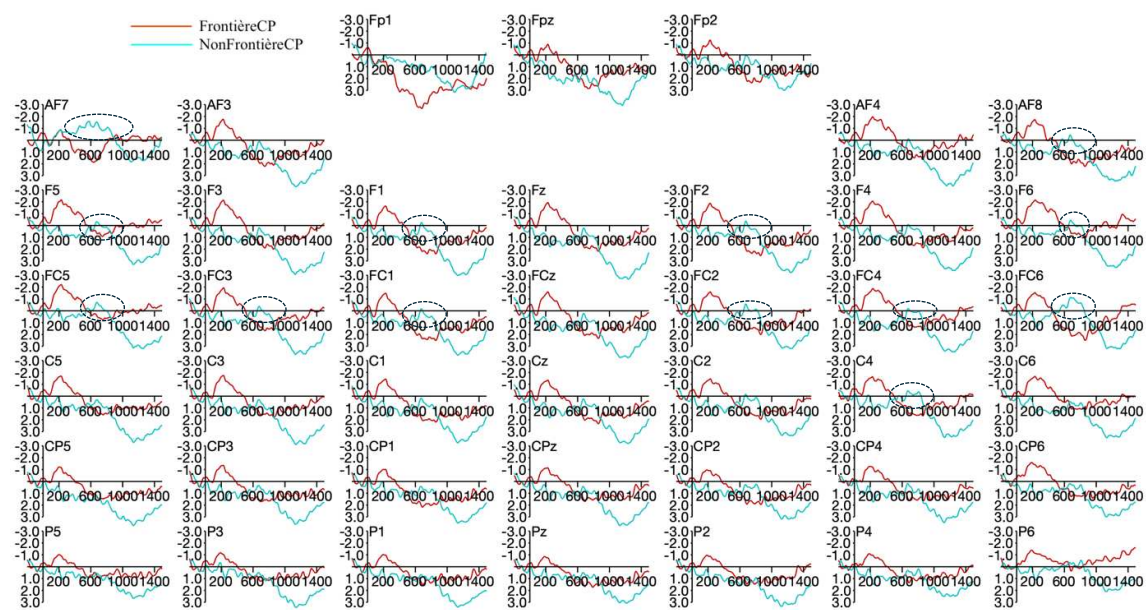 FrontièreCP
NonFrontièreCP
-3.0 Fp1 -3.0 Fpz -3.0 Fp2
-2.0 -2.0 -2.0
-1.0 -1.0 -1.0
200 600 1000 1400 200 600 1000 1400 200 600 1000 1400
2.0 2.0 2.0
3.0 3.0 3.0
-3.0 AF7 -3.0 AF3 -3.0 AF4 -3.0 AF8
-2.0 -2.0 -2.0 -2.0
-1.0 -1.0 -1.0 -1.0
1.0 200 600 1000 1400 1.0 200 600 1000 1400 1.0 200 600 1000 1400 1.0 200 600 1000 1400
2.0 2.0 2.0 2.0
3.0 3.0 3.0 3.0
-3.0 F5 -3.0 F3 -3.0 F1 -3.0 Fz -3.0 F2 -3.0 F4 -3.0 F6
-2.0 -2.0 -2.0 -2.0 -2.0 -2.0 -2.0
-1.0 -1.0 -1.0 -1.0 -1.0 -1.0 -1.0
1.0 200 600 1000 1400 1.0 200 600 1000 1400 1.0 200 600 1000 1400 1.0 200 600 1000 1400 1.0 200 600 1000 1400 1.0 200 600 1000 1400 1.0 200 600 1000 1400
2.0 2.0 2.0 2.0 2.0 2.0 2.0
3.0 3.0 3.0 3.0 3.0 3.0 3.0
-3.0 FC5 -3.0 FC3 -3.0 FC1 -3.0 FCz -3.0 FC2 -3.0 FC4 -3.0 FC6
-2.0 -2.0 -2.0 -2.0 -2.0 -2.0 -2.0
-1.0 -1.0 -1.0 -1.0 -1.0 -1.0 -1.0
1.0 200 600 1000 1400 1.0 200 600 1000 1400 1.0 200 600 1000 1400 1.0 200 600 1000 1400 1.0 200 600 1000 1400 1.0 200 600 1000 1400 1.0 200 600 1000 1400
2.0 2.0 2.0 2.0 2.0 2.0 2.0
3.0 3.0 3.0 3.0 3.0 3.0 3.0
-3.0 C5 -3.0 C3 -3.0 C1 -3.0 Cz -3.0 C2 -3.0 C4 -3.0 C6
-2.0 -2.0 -2.0 -2.0 -2.0 -2.0 -2.0
-1.0 -1.0 -1.0 -1.0 -1.0 -1.0 -1.0
1.0 200 600 1000 1400 1.0 200 600 1000 1400 1.0 200 600 1000 1400 1.0 200 600 1000 1400 1.0 200 600 1000 1400 1.0 200 600 1000 1400 1.0 200 600 1000 1400
2.0 2.0 2.0 2.0 2.0 2.0 2.0
3.0 3.0 3.0 3.0 3.0 3.0 3.0
-3.0 CP5 -3.0 CP3 -3.0 CP1 -3.0 CPz -3.0 CP2 -3.0 CP4 -3.0 CP6
-2.0 -2.0 -2.0 -2.0 -2.0 -2.0 -2.0
-1.0 -1.0 -1.0 -1.0 -1.0 -1.0 -1.0
1.0 200 600 1000 1400 1.0 200 600 1000 1400 1.0 200 600 1000 1400 1.0 200 600 1000 1400 1.0 200 600 1000 1400 1.0 200 600 1000 1400 1.0 200 600 1000 1400
2.0 2.0 2.0 2.0 2.0 2.0 2.0
3.0 3.0 3.0 3.0 3.0 3.0 3.0
-3.0 P5 -3.0 P3 -3.0 P1 -3.0 Pz -3.0 P2 -3.0 P4 -3.0 P6
-2.0 -2.0 -2.0 -2.0 -2.0 -2.0 -2.0
-1.0 -1.0 -1.0 -1.0 -1.0 -1.0 -1.0
1.0 200 600 1000 1400 1.0 200 600 1000 1400 1.0 200 600 1000 1400 1.0 200 600 1000 1400 1.0 200 600 1000 1400 1.0 200 600 1000 1400 1.0 200 600 1000 1400
2.0 2.0 2.0 2.0 2.0 2.0 2.0
3.0 3.0 3.0 3.0 3.0 3.0 3.0